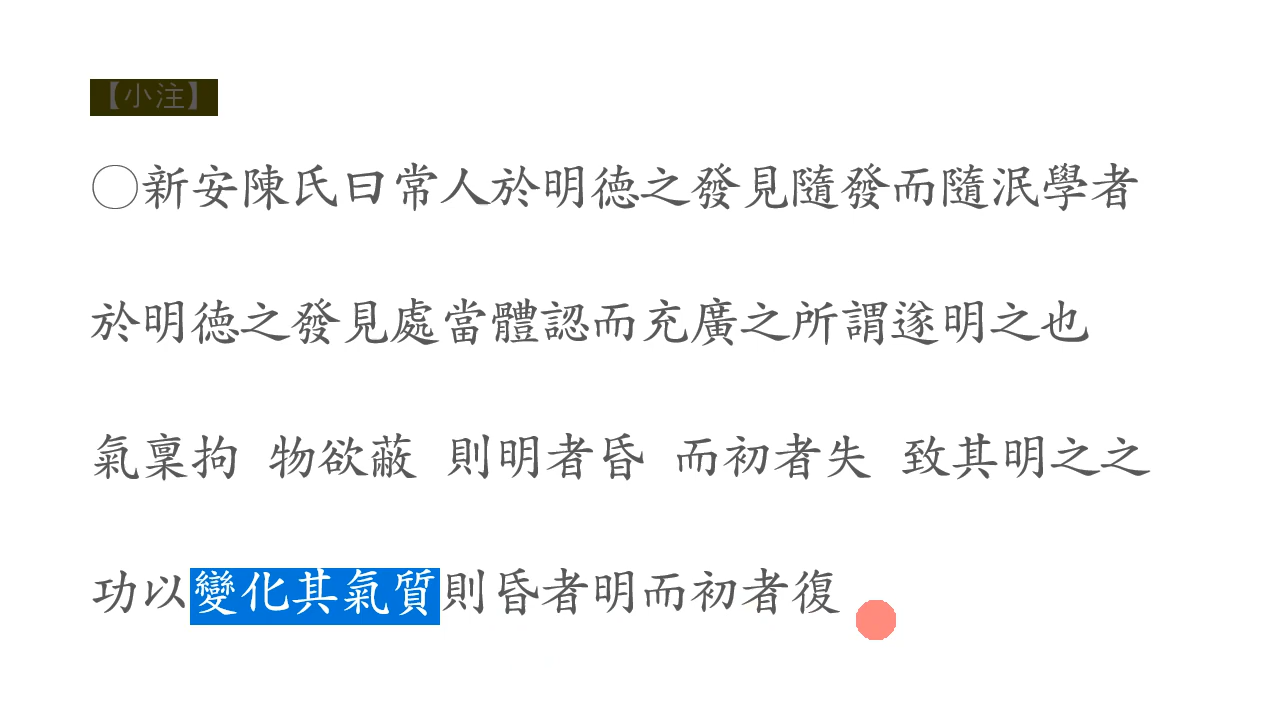 【小注】
○新安陳氏曰常人於明德之發見隨發而隨泯學者
於明德之發見處當體認而充廣之所謂遂明之也
氣稟拘 物欲蔽 則明者昏 而初者失 致其明之之
功以變化其氣質則昏者明而初者復